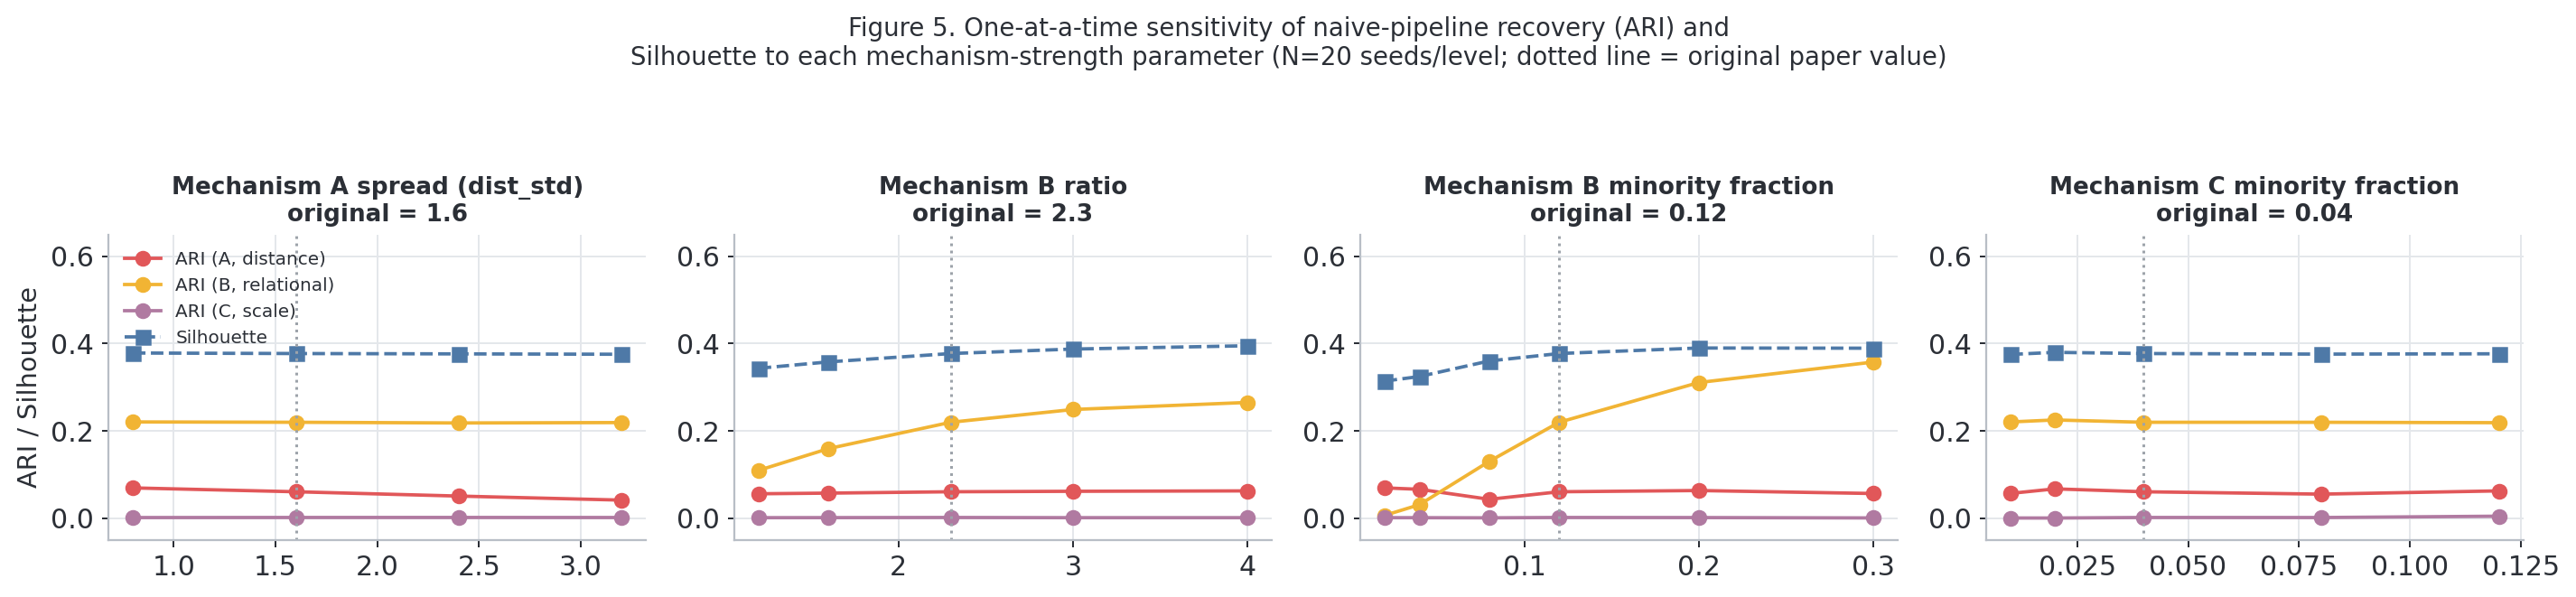 Figure 5. One-at-a-time sensitivity of naive-pipeline recovery (ARI) and
Silhouette to each mechanism-strength parameter (N=20 seeds/level; dotted line = original paper value)
Mechanism A spread (dist_std)
original = 1.6
ARI / Silhouette
0.6
0.4
0.2
0.0
ARI (A, distance)
ARI (B, relational)
ARI (C, scale)
Silhouette
1.0 1.5 2.0 2.5 3.0
Mechanism B ratio
original = 2.3
0.6
0.4
0.2
0.0
2 3 4
Mechanism B minority fraction
original = 0.12
0.6
0.4
0.2
0.0
0.1 0.2 0.3
Mechanism C minority fraction
original = 0.04
0.6
0.4
0.2
0.0
0.025 0.050 0.075 0.100 0.125